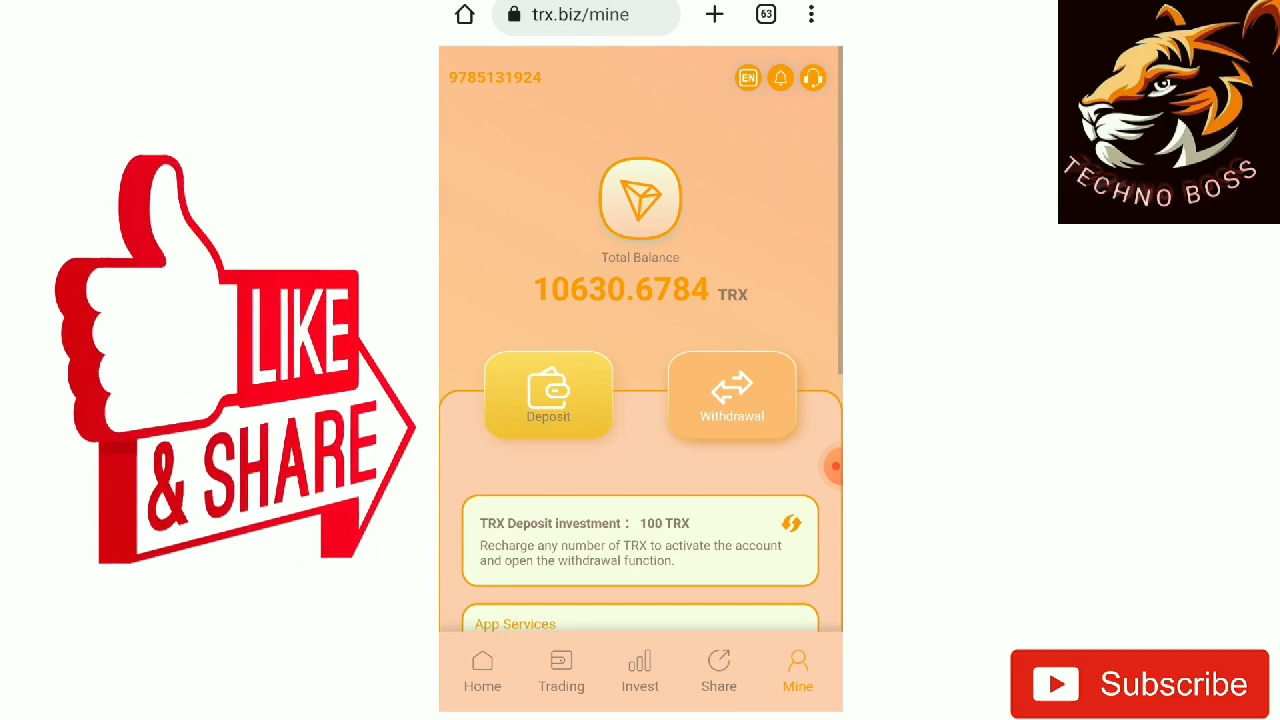 trx.biz/mine
63
9785131924
EN
Total Balance
10630.6784 TRX
Deposit
Withdrawal
TRX Deposit investment： 100 TRX
Recharge any number of TRX to activate the account
and open the withdrawal function.
App Services
Home
Trading
Invest
Share
Mine
LIKE
& SHARE
TECHNO BOSS
Subscribe